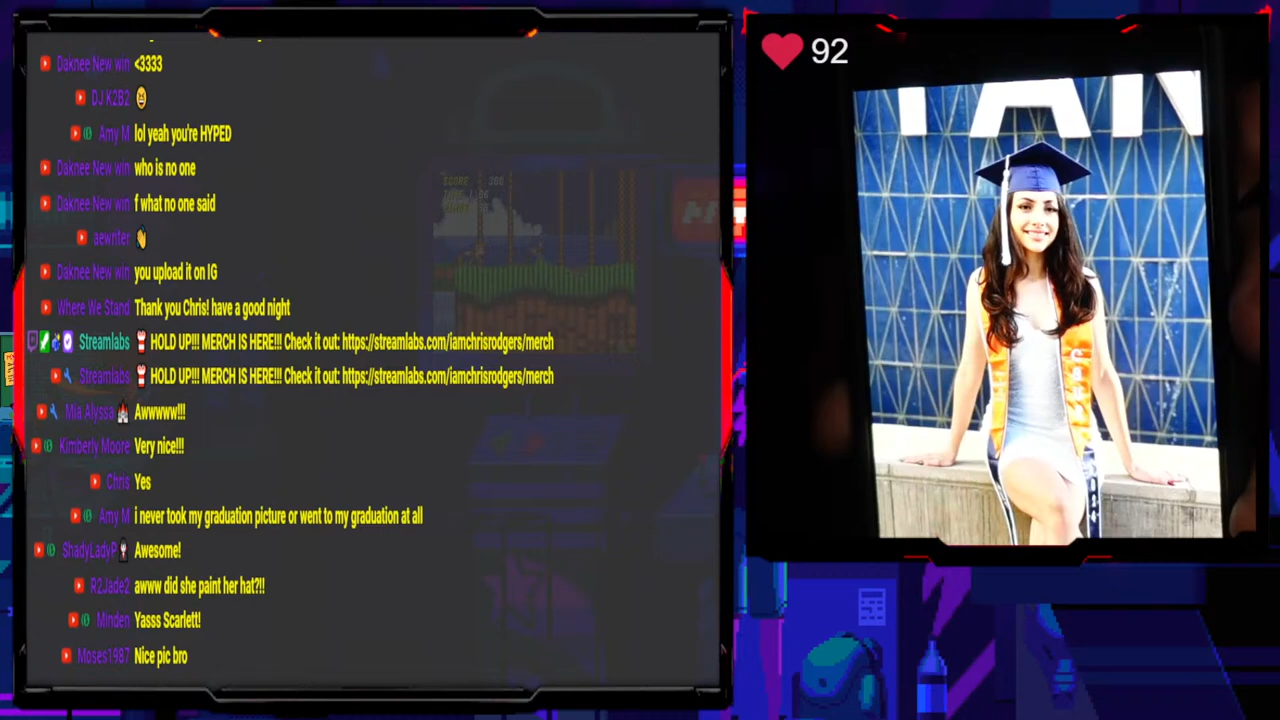 Daknee New win <3333
DJ K2B2
Amy M lol yeah you're HYPED
Daknee New win who is no one
Daknee New win f what no one said
aewriter
Daknee New win you upload it on IG
Where We Stand Thank you Chris! have a good night
Streamlabs HOLD UP!!! MERCH IS HERE!!! Check it out: https://streamlabs.com/iamchrisrodgers/merch
Streamlabs HOLD UP!!! MERCH IS HERE!!! Check it out: https://streamlabs.com/iamchrisrodgers/merch
Mia Alyssa Awwwww!!!
Kimberly Moore Very nice!!!
Chris Yes
Amy M i never took my graduation picture or went to my graduation at all
ShadyLadyP Awesome!
R2Jade2 awww did she paint her hat?!!
Minden Yasss Scarlett!
Moses1987 Nice pic bro
SCORE
92
TAN